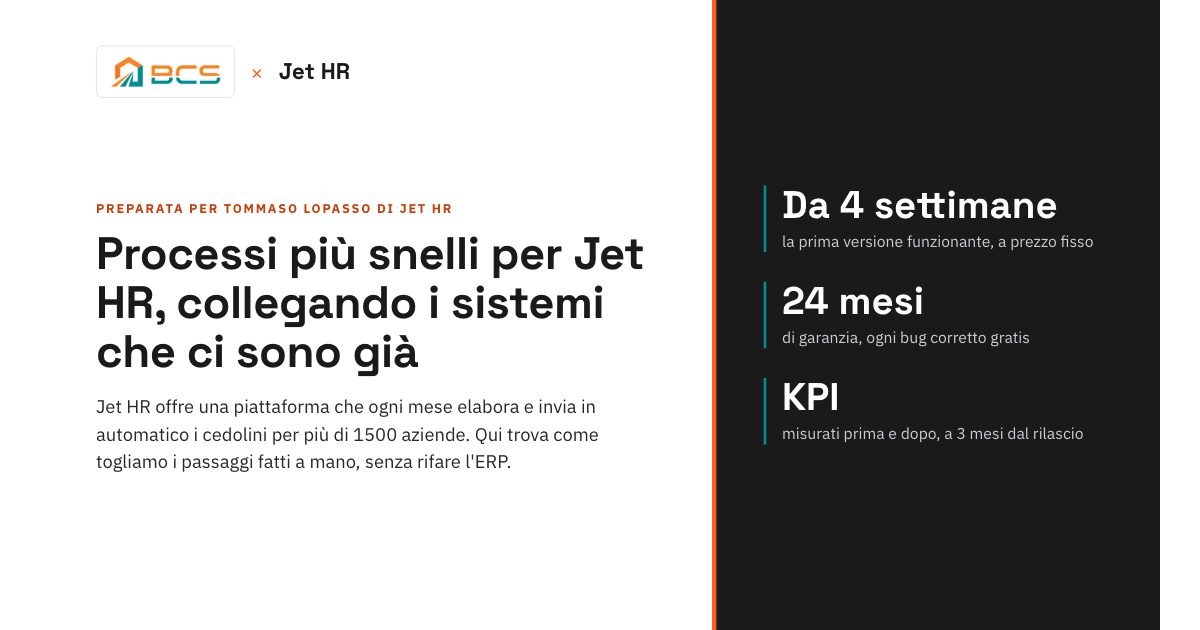 BCS × Jet HR
PREPARATA PER TOMMASO LOPASSO DI JET HR
Processi più snelli per Jet
HR, collegando i sistemi
che ci sono già
Jet HR offre una piattaforma che ogni mese elabora e invia in
automatico i cedolini per più di 1500 aziende. Qui trova come
togliamo i passaggi fatti a mano, senza rifare l'ERP.
Da 4 settimane
la prima versione funzionante, a prezzo fisso
24 mesi
di garanzia, ogni bug corretto gratis
KPI
misurati prima e dopo, a 3 mesi dal rilascio